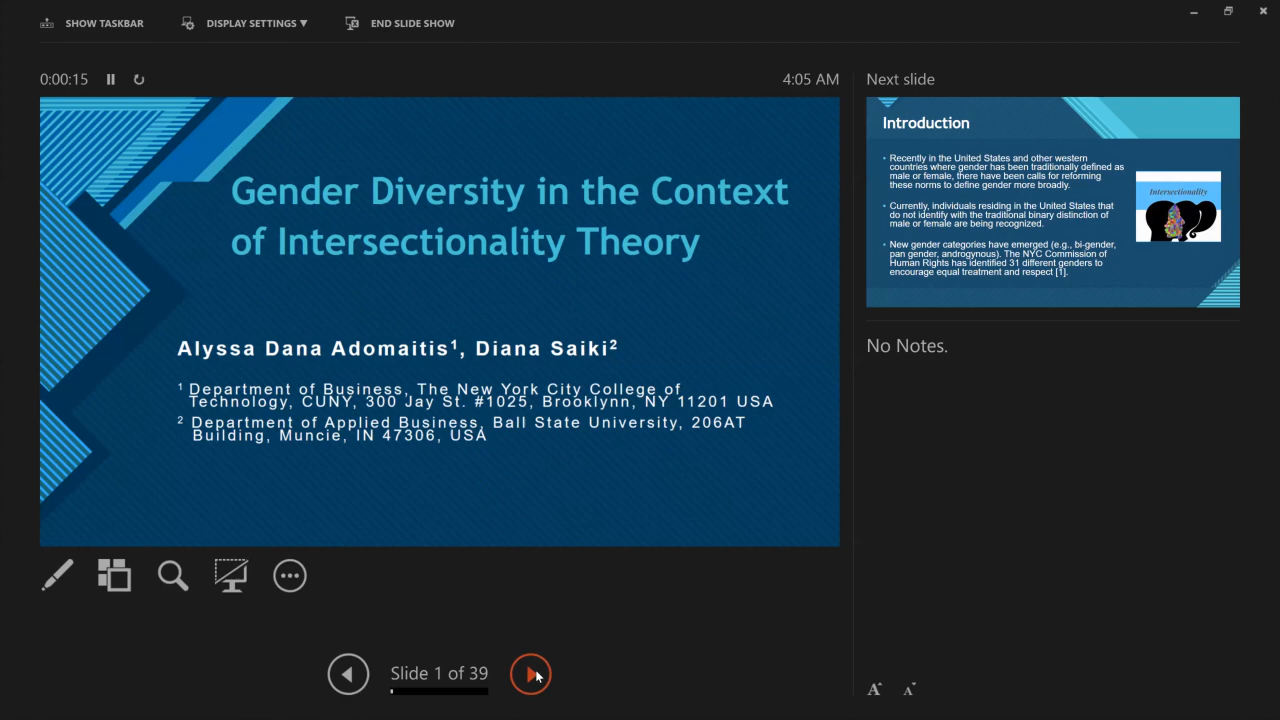 SHOW TASKBAR
DISPLAY SETTINGS ▼
END SLIDE SHOW
0:00:15
4:05 AM
Gender Diversity in the Context
of Intersectionality Theory
Alyssa Dana Adomaitis¹, Diana Saiki²
¹ Department of Business, The New York City College of
Technology, CUNY, 300 Jay St. #1025, Brooklynn, NY 11201 USA
² Department of Applied Business, Ball State University, 206AT
Building, Muncie, IN 47306, USA
Slide 1 of 39
Next slide
Introduction
• Recently in the United States and other western
countries where gender has been traditionally defined as
male or female, there have been calls for reforming
these norms to define gender more broadly.
• Currently, individuals residing in the United States that
do not identify with the traditional binary distinction of
male or female are being recognized.
• New gender categories have emerged (e.g., bi-gender,
pan gender, androgynous). The NYC Commission of
Human Rights has identified 31 different genders to
encourage equal treatment and respect [1].
Intersectionality
No Notes.
A A